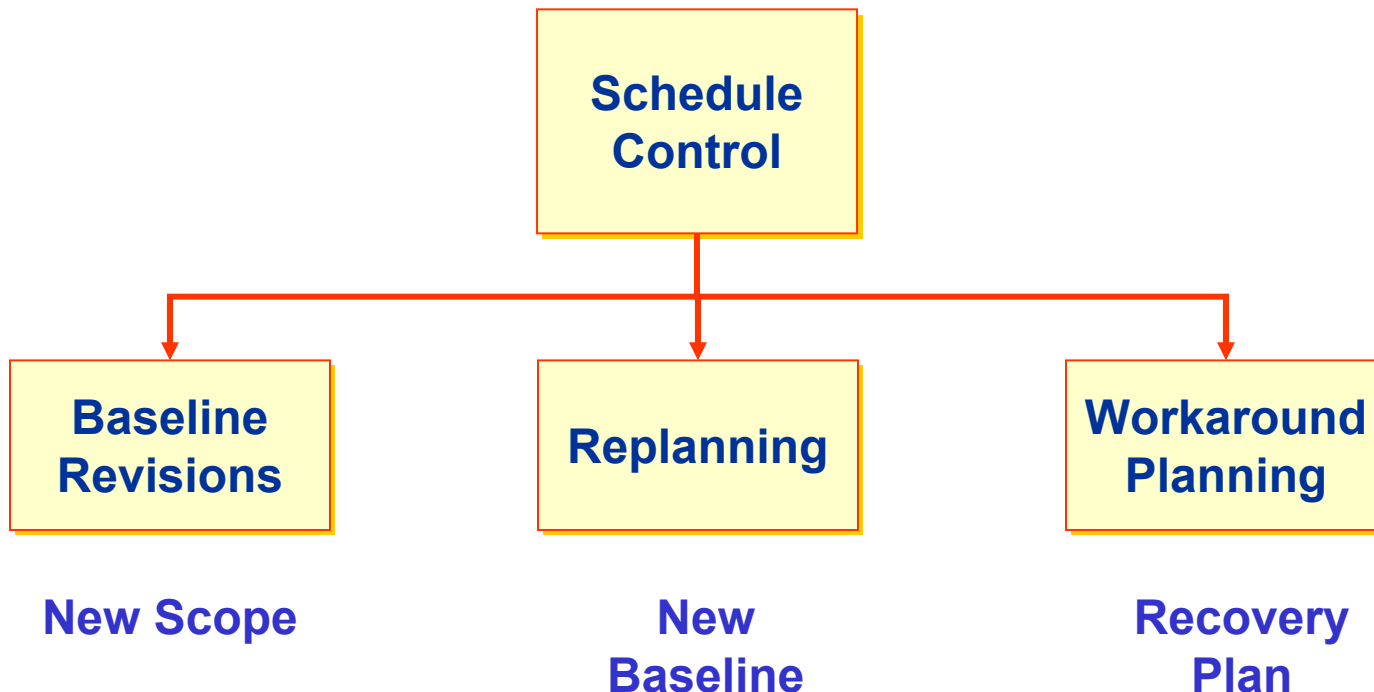 Schedule
Control
Baseline
Revisions
Replanning
Workaround
Planning
New Scope
New
Baseline
Recovery
Plan